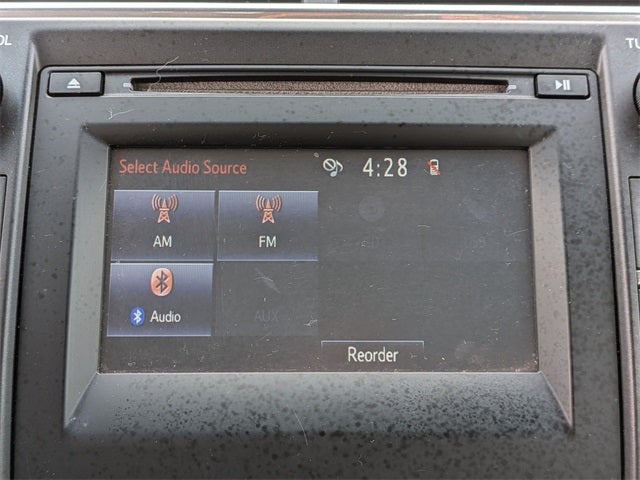 Select Audio Source 4:28
AM FM
Audio AUX
Reorder